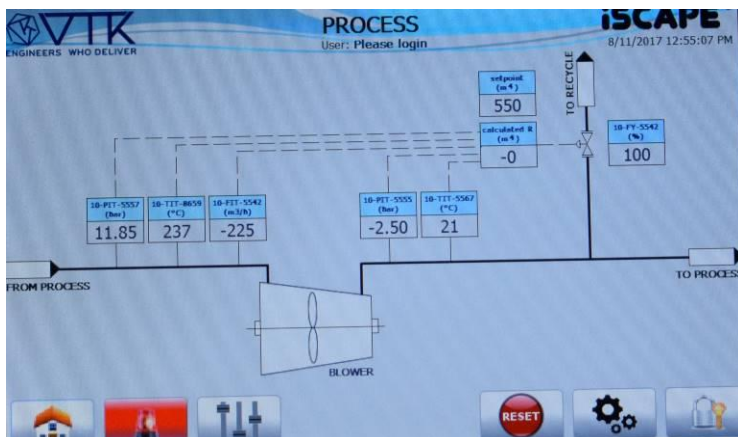 VTK
ENGINEERS WHO DELIVER
PROCESS
User: Please login
iSCAPE
8/11/2017 12:55:07 PM
setpoint
(m⁴)
550
calculated R
(m⁴)
-0
TO RECYCLE
10-FY-5542
(%)
100
10-PIT-5557
(bar)
11.85
10-TIT-8659
(°C)
237
10-FIT-5542
(m3/h)
-225
10-PIT-5555
(bar)
-2.50
10-TIT-5567
(°C)
21
FROM PROCESS
TO PROCESS
BLOWER
RESET